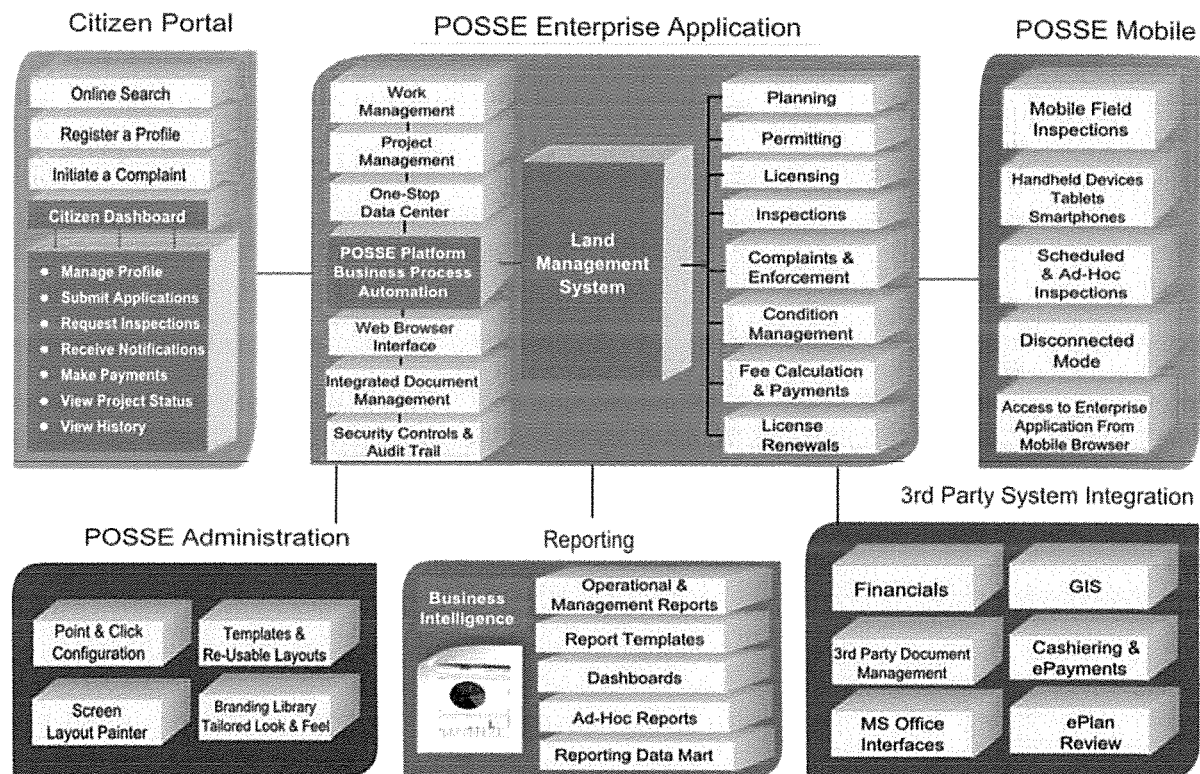 Citizen Portal
Online Search
Register a Profile
Initiate a Complaint
Citizen Dashboard
• Manage Profile
• Submit Applications
• Request Inspections
• Receive Notifications
• Make Payments
• View Project Status
• View History
POSSE Enterprise Application
Work
Management
Project
Management
One-Stop
Data Center
POSSE Platform
Business Process
Automation
Web Browser
Interface
Integrated Document
Management
Security Controls &
Audit Trail
Land
Management
System
Planning
Permitting
Licensing
Inspections
Complaints &
Enforcement
Condition
Management
Fee Calculation
& Payments
License
Renewals
POSSE Mobile
Mobile Field
Inspections
Handheld Devices
Tablets
Smartphones
Scheduled
& Ad-Hoc
Inspections
Disconnected
Mode
Access to Enterprise
Application From
Mobile Browser
POSSE Administration
Point & Click
Configuration
Templates &
Re-Usable Layouts
Screen
Layout Painter
Branding Library
Tailored Look & Feel
Reporting
Business
Intelligence
Operational &
Management Reports
Report Templates
Dashboards
Ad-Hoc Reports
Reporting Data Mart
3rd Party System Integration
Financials
GIS
3rd Party Document
Management
Cashiering &
ePayments
MS Office
Interfaces
ePlan
Review